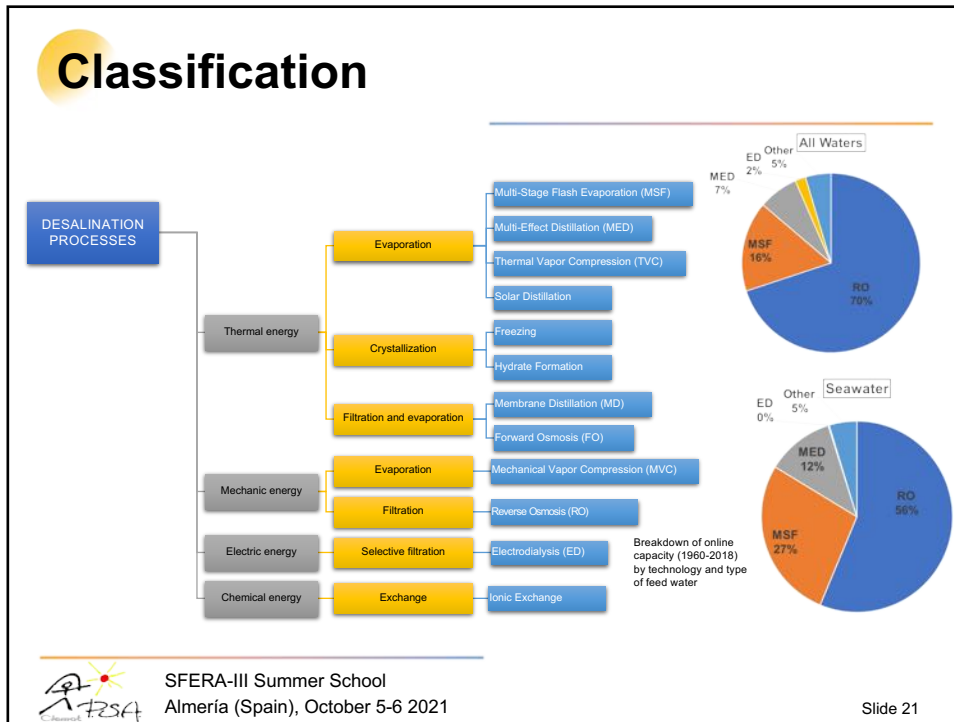 Classification
DESALINATION
PROCESSES
Thermal energy
Evaporation
Multi-Stage Flash Evaporation (MSF)
Multi-Effect Distillation (MED)
Thermal Vapor Compression (TVC)
Solar Distillation
Crystallization
Freezing
Hydrate Formation
Filtration and evaporation
Membrane Distillation (MD)
Forward Osmosis (FO)
Mechanic energy
Evaporation
Mechanical Vapor Compression (MVC)
Filtration
Reverse Osmosis (RO)
Electric energy
Selective filtration
Electrodialysis (ED)
Chemical energy
Exchange
Ionic Exchange
All Waters
Other
5%
ED
2%
MED
7%
MSF
16%
RO
70%
Seawater
Other
5%
ED
0%
MED
12%
MSF
27%
RO
56%
Breakdown of online
capacity (1960-2018)
by technology and type
of feed water
Ciemat
PSA
SFERA-III Summer School
Almería (Spain), October 5-6 2021
Slide 21